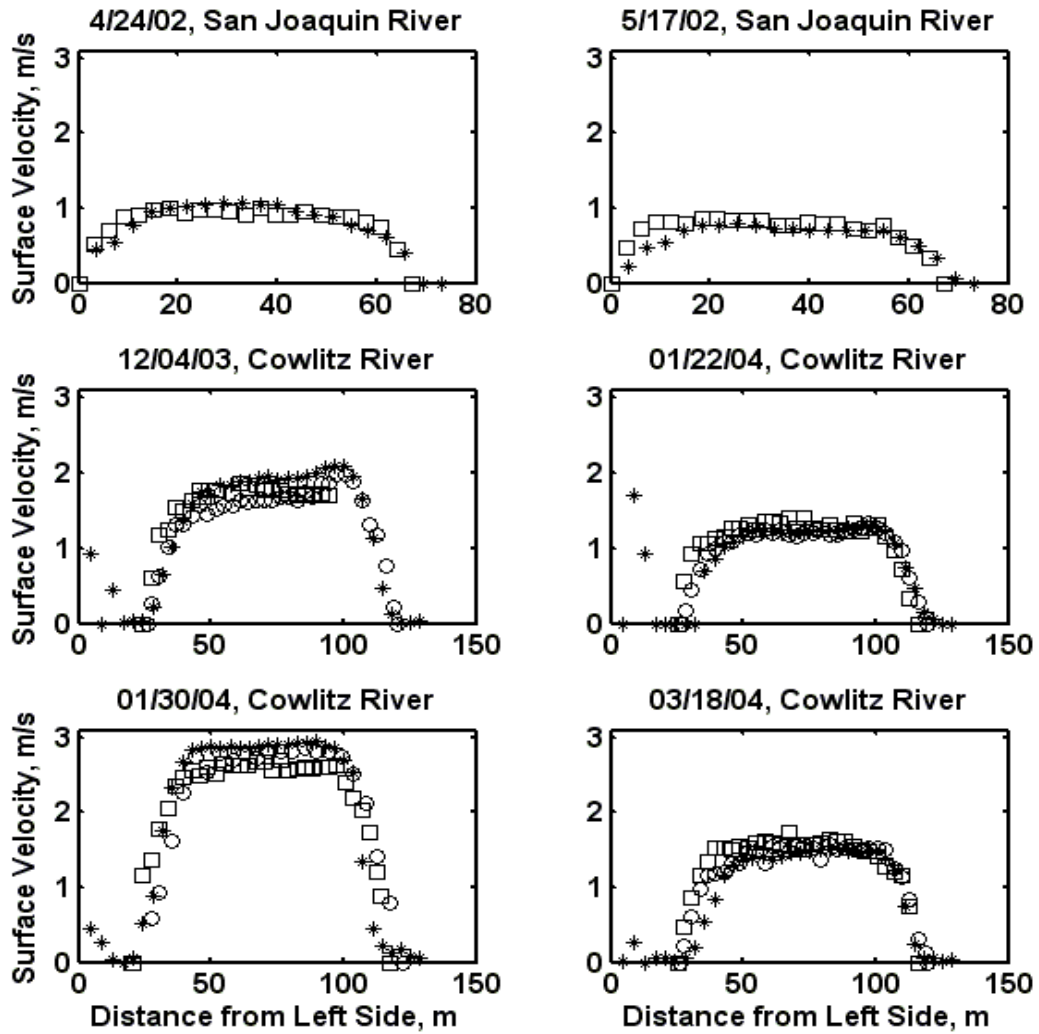 4/24/02, San Joaquin River
5/17/02, San Joaquin River
Surface Velocity, m/s
3
2
1
0
0 20 40 60 80
3
2
1
0
0 20 40 60 80
12/04/03, Cowlitz River
01/22/04, Cowlitz River
Surface Velocity, m/s
3
2
1
0
0 50 100 150
3
2
1
0
0 50 100 150
01/30/04, Cowlitz River
03/18/04, Cowlitz River
Surface Velocity, m/s
3
2
1
0
0 50 100 150
3
2
1
0
0 50 100 150
Distance from Left Side, m
Distance from Left Side, m